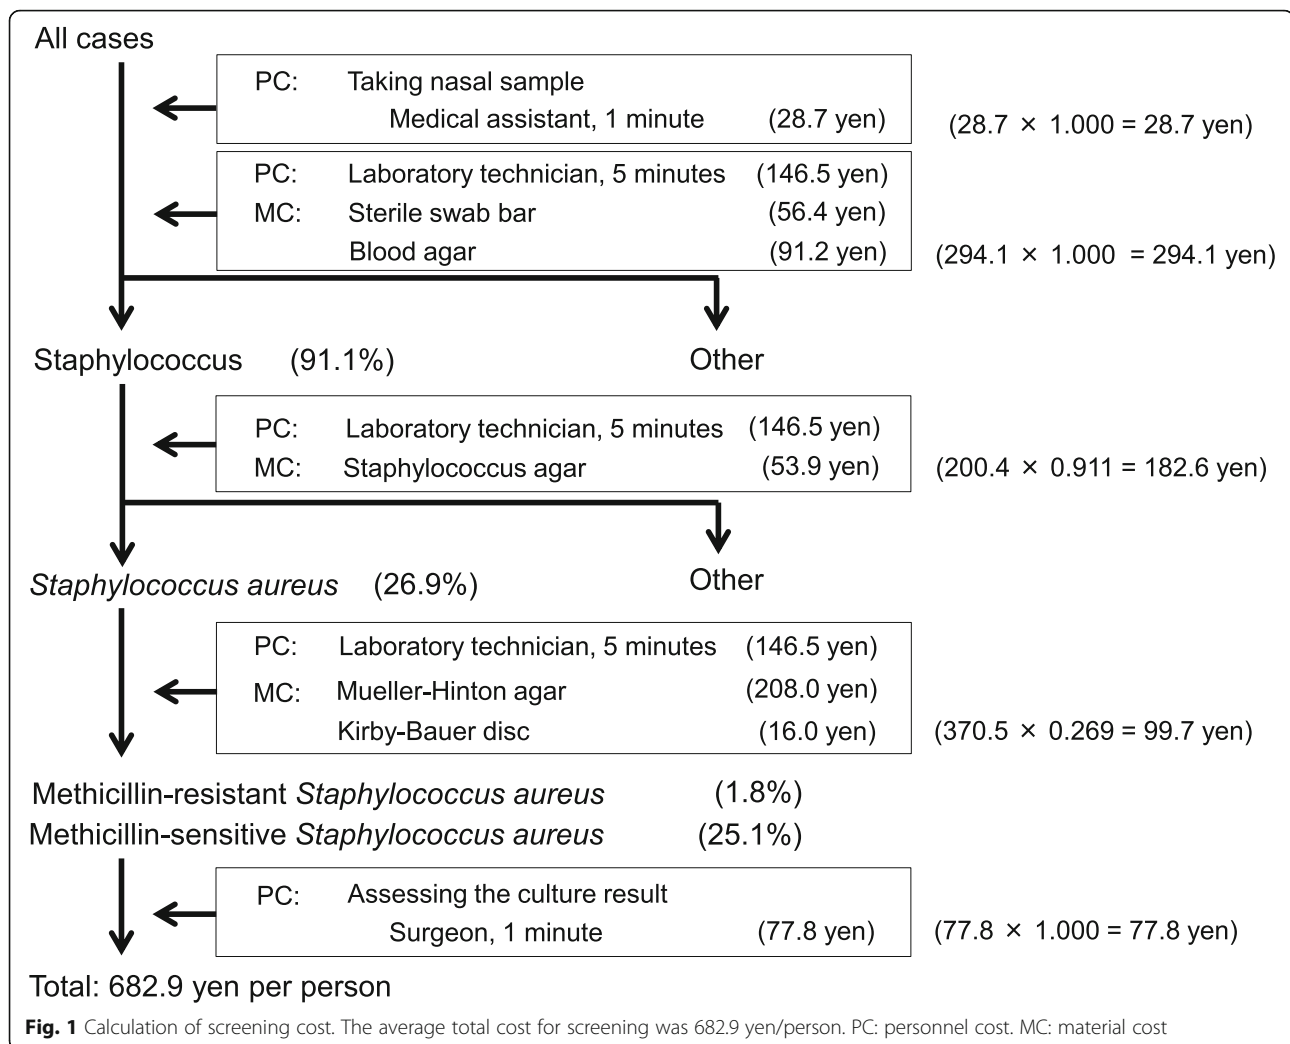 All cases
PC: Taking nasal sample
Medical assistant, 1 minute (28.7 yen) (28.7 × 1.000 = 28.7 yen)
PC: Laboratory technician, 5 minutes (146.5 yen)
MC: Sterile swab bar (56.4 yen)
Blood agar (91.2 yen) (294.1 × 1.000 = 294.1 yen)
Staphylococcus (91.1%) Other
PC: Laboratory technician, 5 minutes (146.5 yen)
MC: Staphylococcus agar (53.9 yen) (200.4 × 0.911 = 182.6 yen)
Staphylococcus aureus (26.9%) Other
PC: Laboratory technician, 5 minutes (146.5 yen)
MC: Mueller-Hinton agar (208.0 yen)
Kirby-Bauer disc (16.0 yen) (370.5 × 0.269 = 99.7 yen)
Methicillin-resistant Staphylococcus aureus (1.8%)
Methicillin-sensitive Staphylococcus aureus (25.1%)
PC: Assessing the culture result
Surgeon, 1 minute (77.8 yen) (77.8 × 1.000 = 77.8 yen)
Total: 682.9 yen per person
Fig. 1 Calculation of screening cost. The average total cost for screening was 682.9 yen/person. PC: personnel cost. MC: material cost